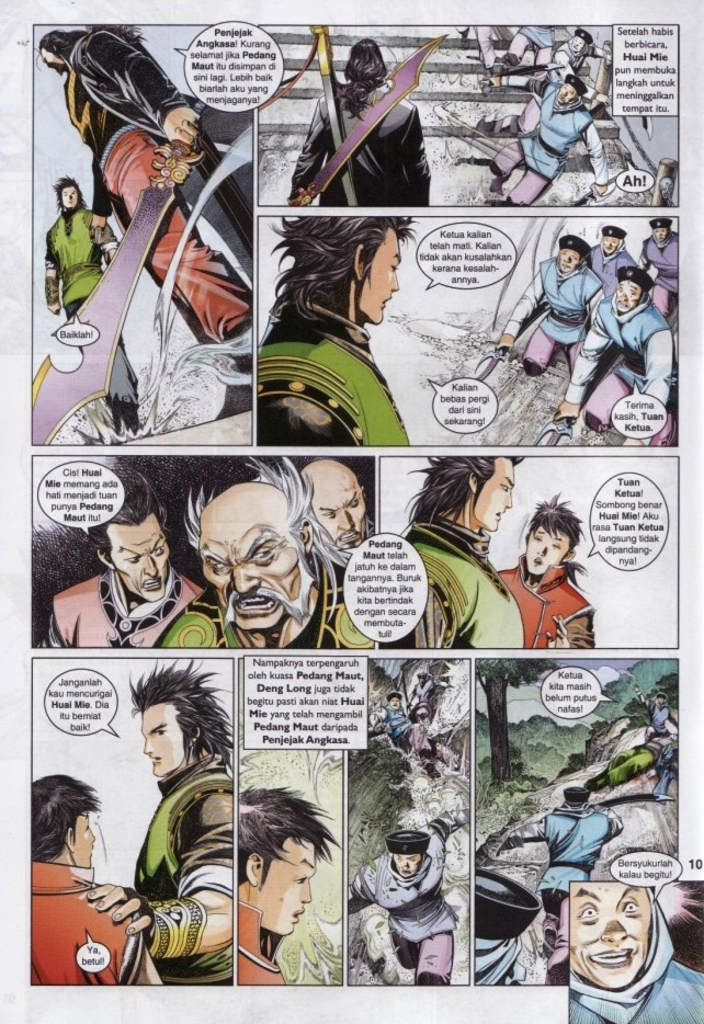 Penjejak
Angkasa! Kurang
selamat jika Pedang
Maut itu disimpan di
sini lagi. Lebih baik
biarlah aku yang
menjaganya!
Baiklah!
Setelah habis
berbicara,
Huai Mie
pun membuka
langkah untuk
meninggalkan
tempat itu.
Ah!
Ketua kalian
telah mati. Kalian
tidak akan kusalahkan
kerana kesalah-
annya.
Kalian
bebas pergi
dari sini
sekarang!
Terima
kasih, Tuan
Ketua.
Cis! Huai
Mie memang ada
hati menjadi tuan
punya Pedang
Maut itu!
Pedang
Maut telah
jatuh ke dalam
tangannya. Buruk
akibatnya jika
kita bertindak
dengan secara
membuta-
tuli!
Tuan
Ketua!
Sombong benar
Huai Mie! Aku
rasa Tuan Ketua
langsung tidak
dipandang-
nya!
Janganlah
kau mencurigai
Huai Mie. Dia
itu berniat
baik!
Ya,
betul!
Nampaknya terpengaruh
oleh kuasa Pedang Maut,
Deng Long juga tidak
begitu pasti akan niat Huai
Mie yang telah mengambil
Pedang Maut daripada
Penjejak Angkasa.
Ketua
kita masih
belum putus
nafas!
Bersyukurlah
kalau begitu!
10